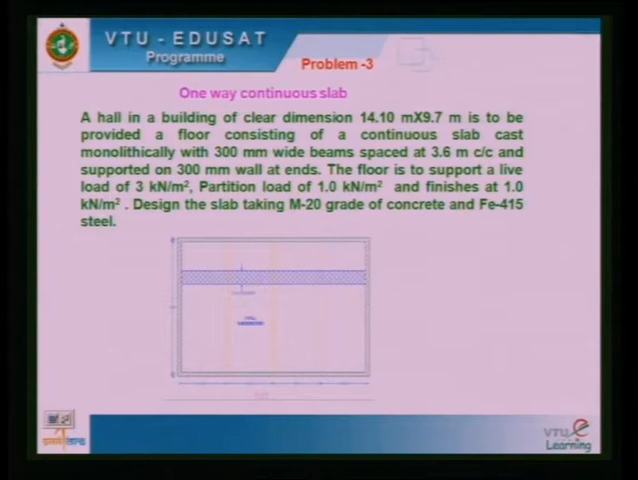 VTU - EDUSAT
Programme
Problem -3
One way continuous slab
A hall in a building of clear dimension 14.10 mX9.7 m is to be
provided a floor consisting of a continuous slab cast
monolithically with 300 mm wide beams spaced at 3.6 m c/c and
supported on 300 mm wall at ends. The floor is to support a live
load of 3 kN/m², Partition load of 1.0 kN/m² and finishes at 1.0
kN/m² . Design the slab taking M-20 grade of concrete and Fe-415
steel.
VTU e
Learning